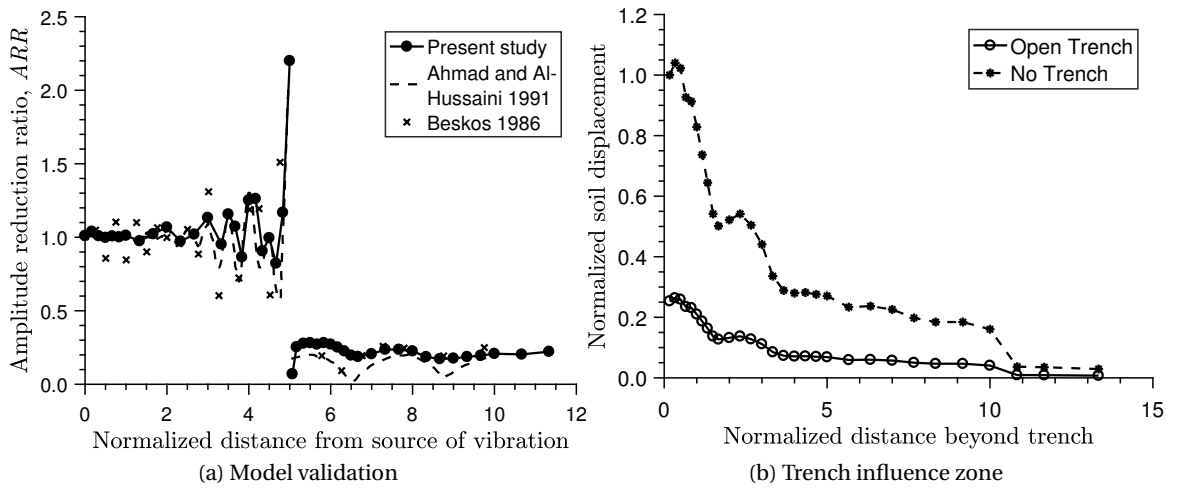 2.5
2.0
1.5
1.0
0.5
0.0
Amplitude reduction ratio, ARR
Present study
Ahmad and Al-
Hussaini 1991
Beskos 1986
0 2 4 6 8 10 12
Normalized distance from source of vibration
(a) Model validation
1.2
1.0
0.8
0.6
0.4
0.2
0.0
Normalized soil displacement
Open Trench
No Trench
0 5 10 15
Normalized distance beyond trench
(b) Trench influence zone